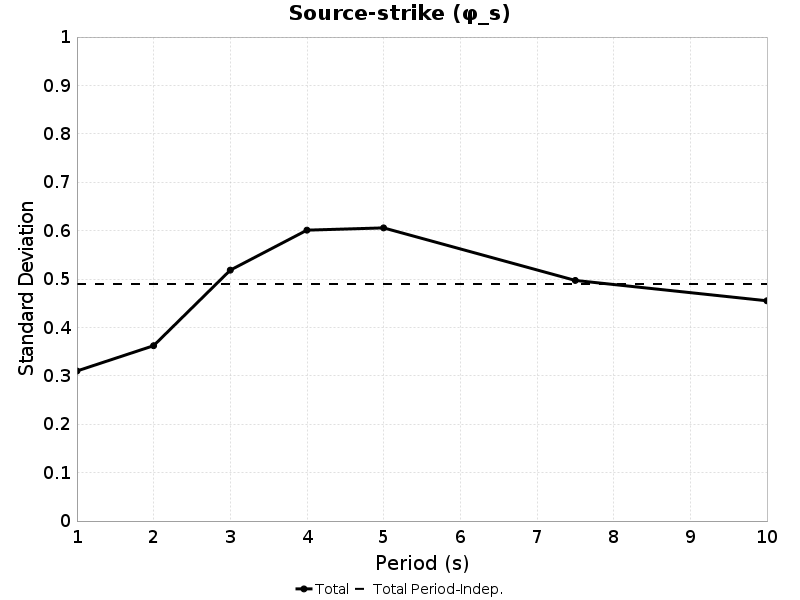 Source-strike (φ_s)
Standard Deviation
1
0.9
0.8
0.7
0.6
0.5
0.4
0.3
0.2
0.1
0
1 2 3 4 5 6 7 8 9 10
Period (s)
Total Total Period-Indep.